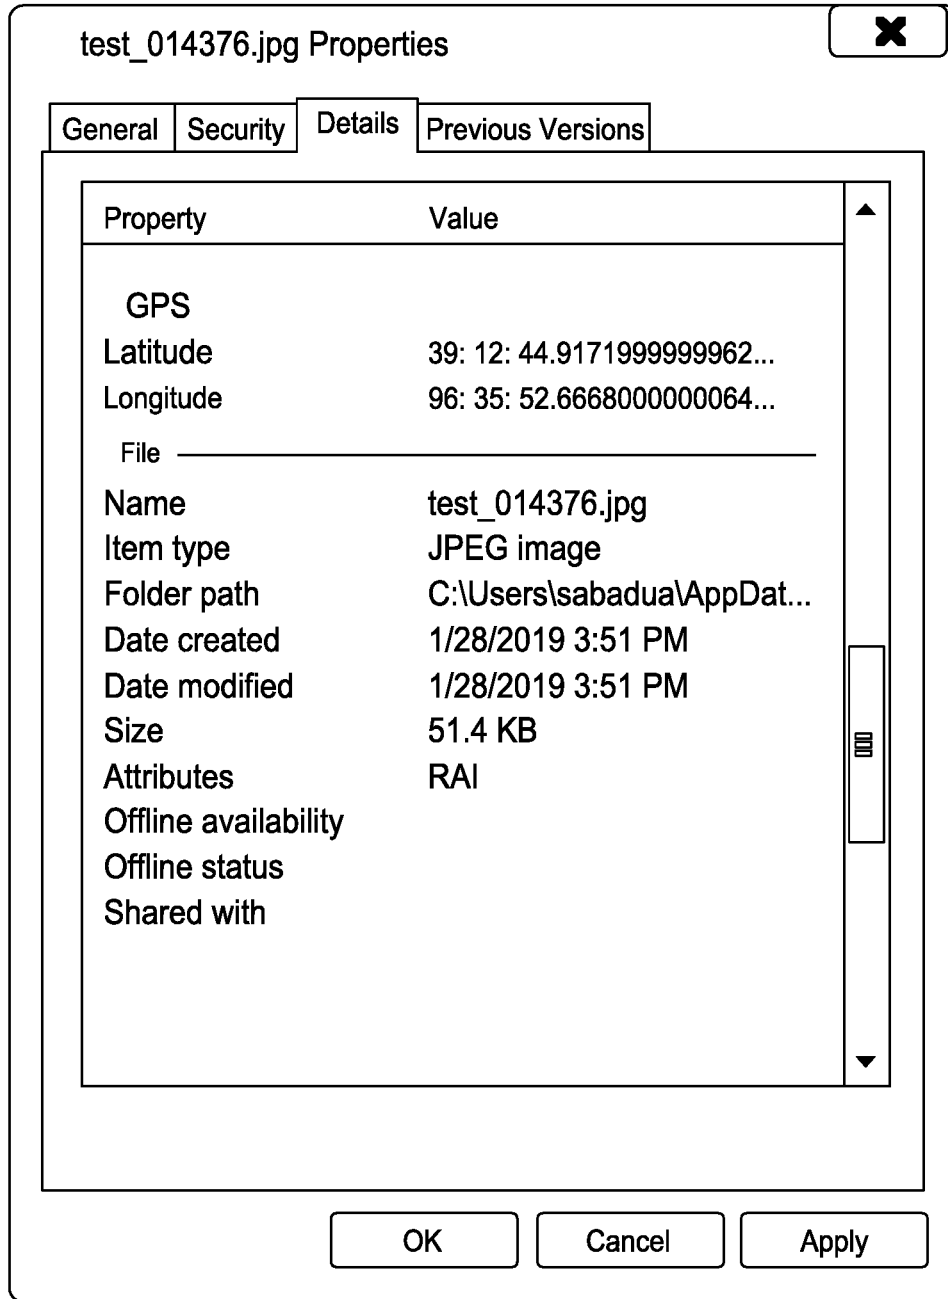 test_014376.jpg Properties
General Security Details Previous Versions
Property Value
GPS
Latitude 39: 12: 44.9171999999962...
Longitude 96: 35: 52.6668000000064...
File
Name test_014376.jpg
Item type JPEG image
Folder path C:\Users\sabadua\AppDat...
Date created 1/28/2019 3:51 PM
Date modified 1/28/2019 3:51 PM
Size 51.4 KB
Attributes RAI
Offline availability
Offline status
Shared with
OK Cancel Apply